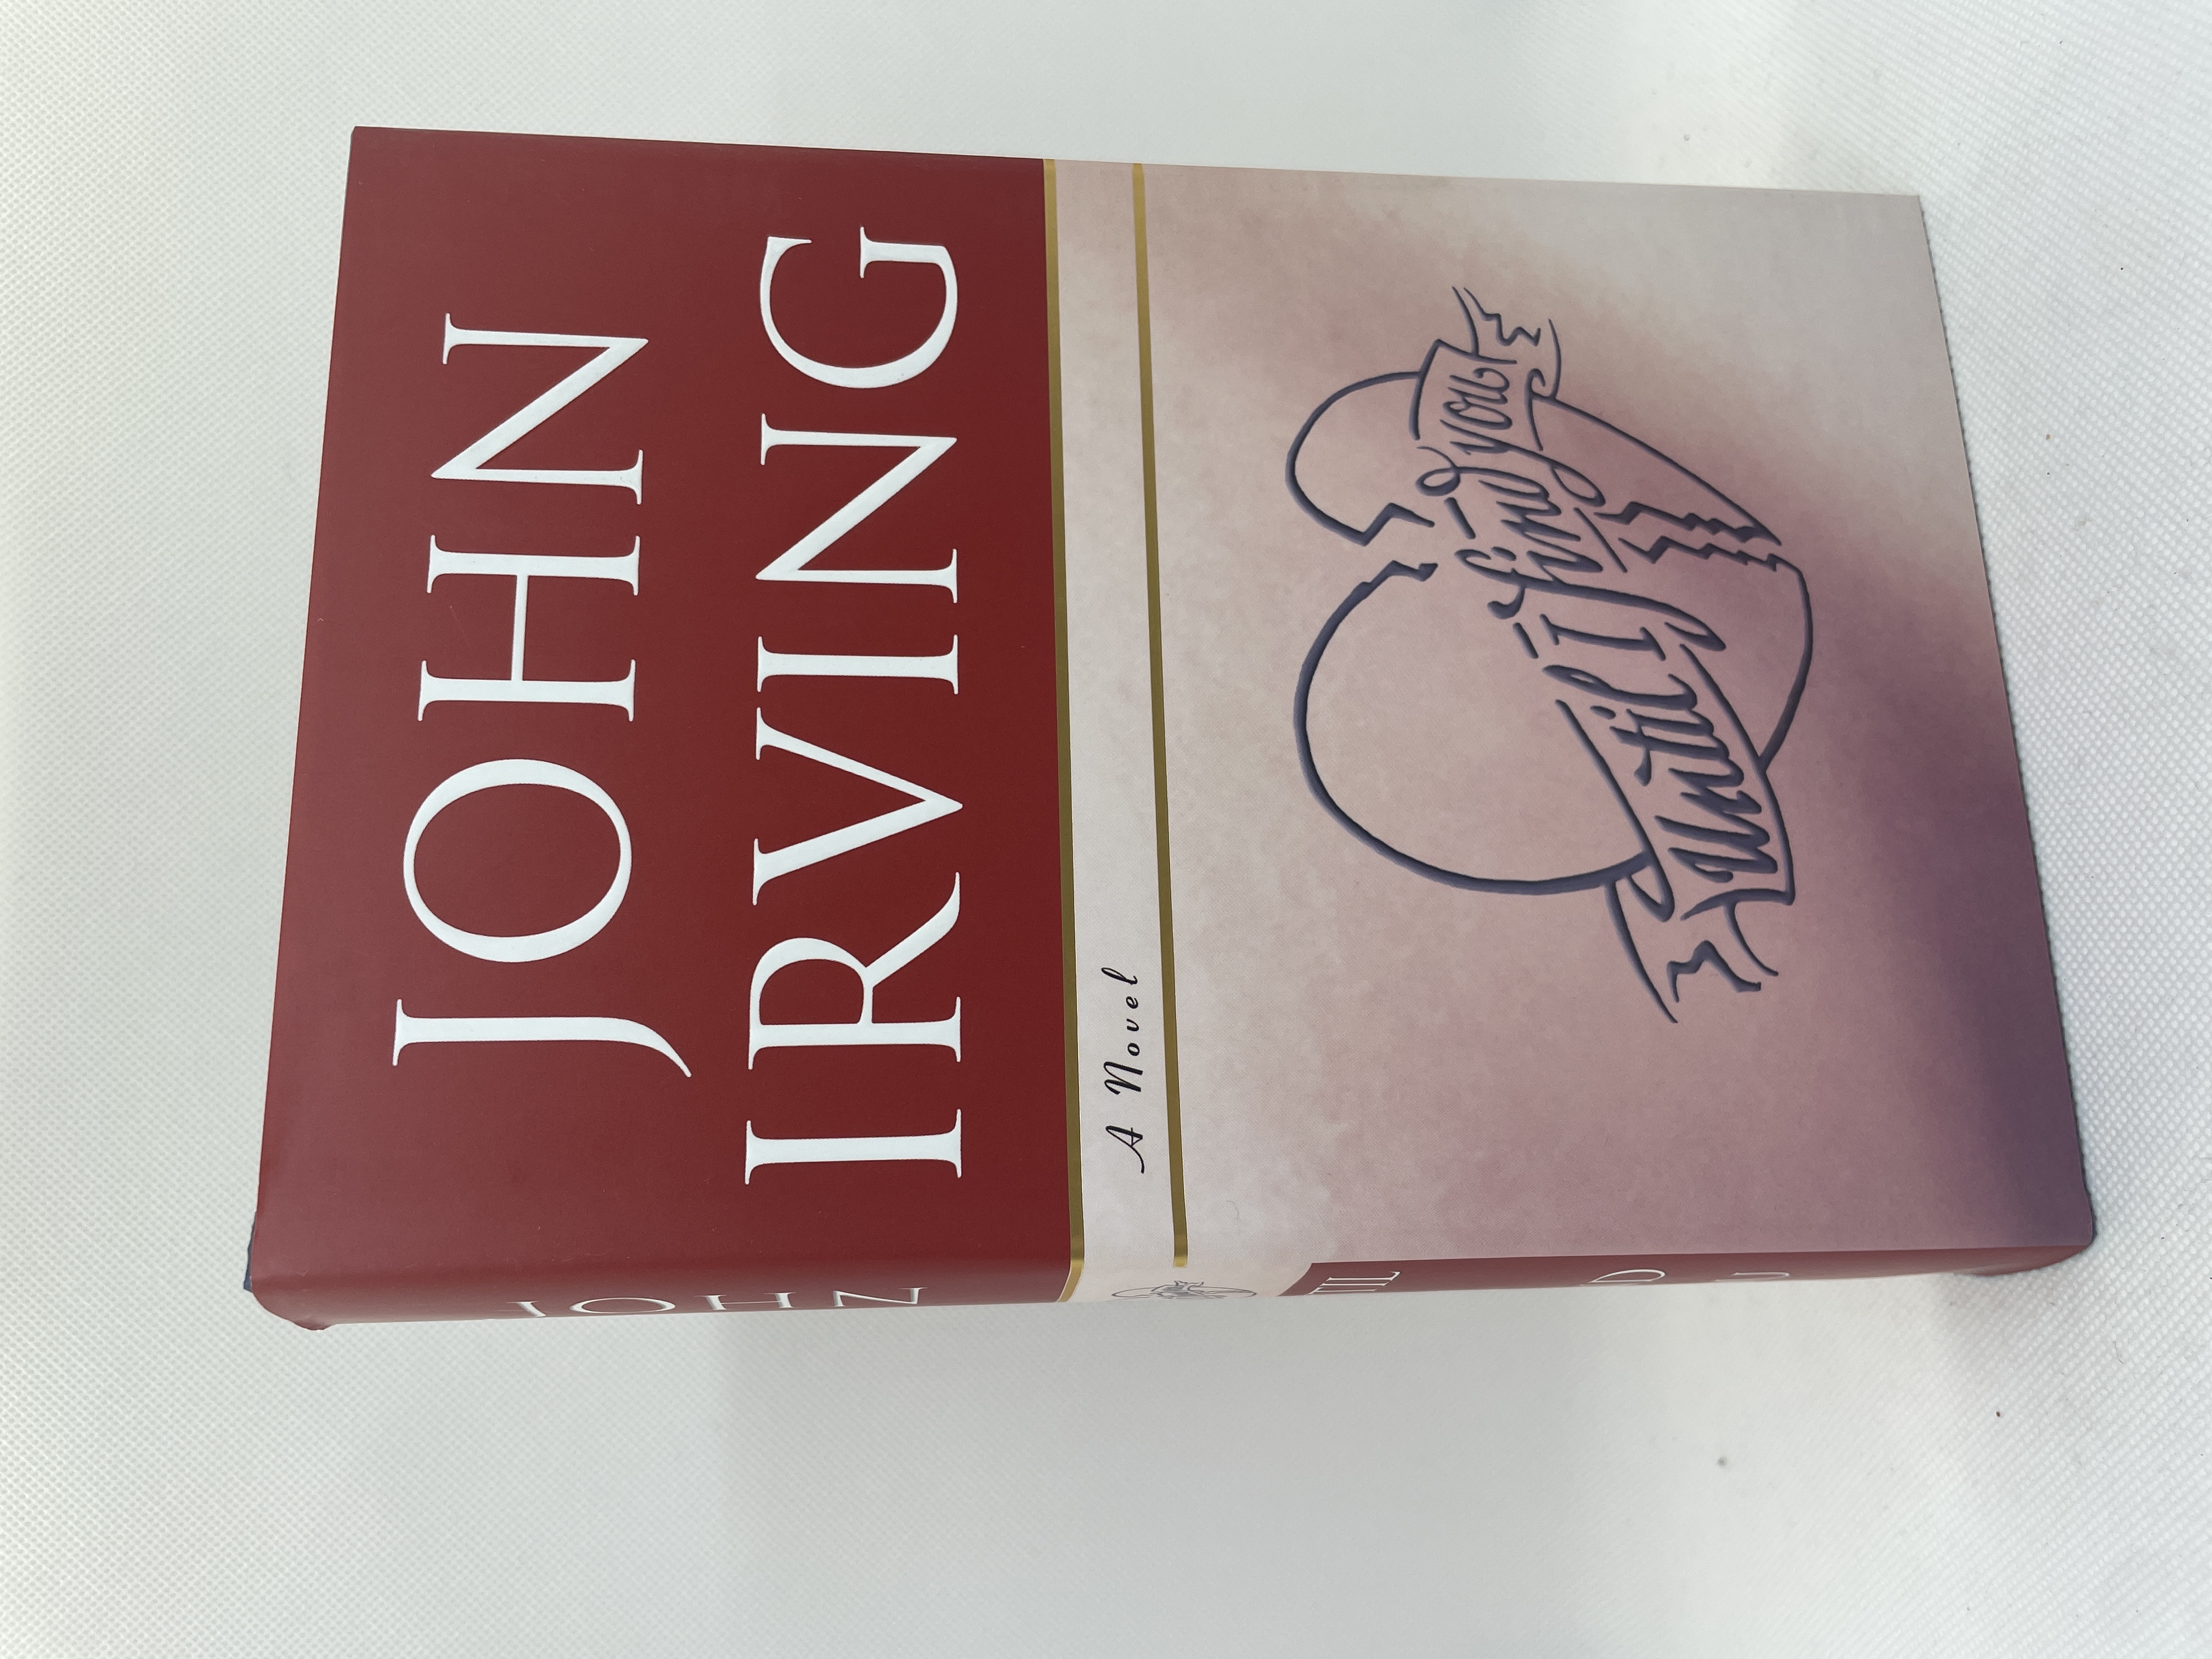 JOHN
IRVING
A Novel
Until I find you
JOHN